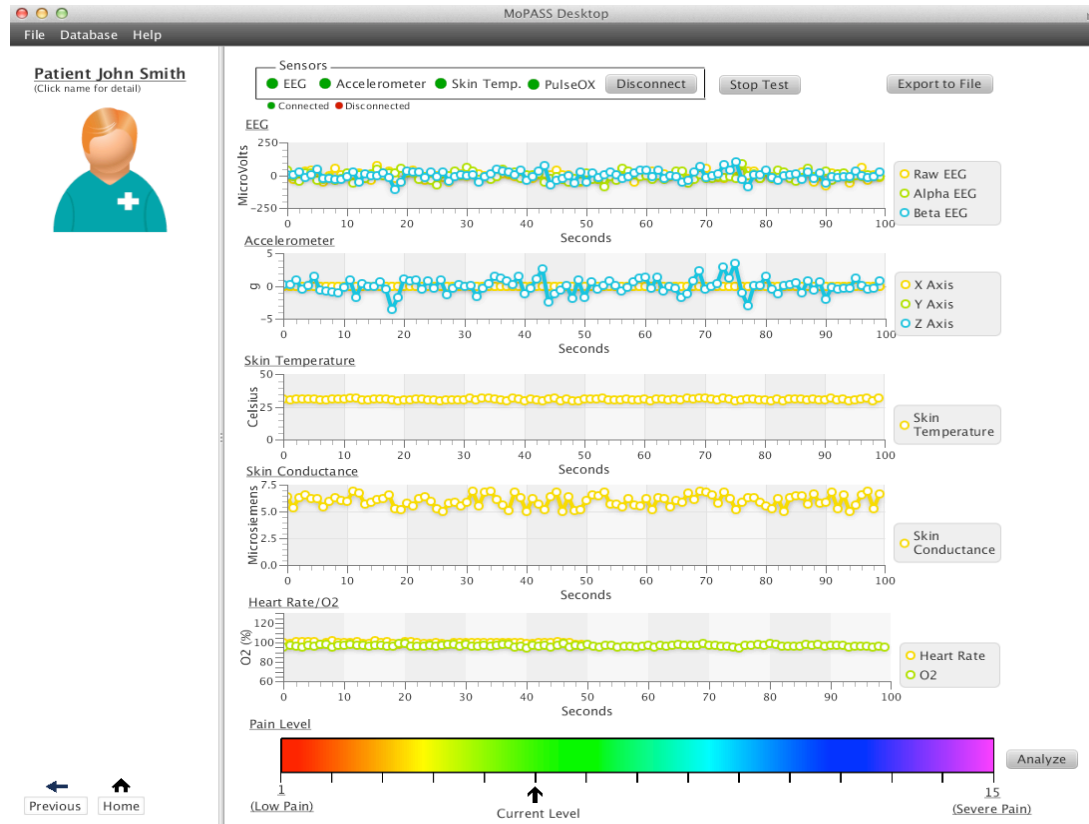 MoPASS Desktop
File Database Help
Patient John Smith
(Click name for detail)
Sensors
EEG Accelerometer Skin Temp. PulseOX Disconnect Stop Test Export to File
Connected Disconnected
EEG
250
0
-250
MicroVolts
0 10 20 30 40 50 60 70 80 90 100
Seconds
Raw EEG
Alpha EEG
Beta EEG
Accelerometer
5
0
-5
g
0 10 20 30 40 50 60 70 80 90 100
Seconds
X Axis
Y Axis
Z Axis
Skin Temperature
50
25
0
Celsius
0 10 20 30 40 50 60 70 80 90 100
Seconds
Skin
Temperature
Skin Conductance
7.5
5.0
2.5
0.0
Microsiemens
0 10 20 30 40 50 60 70 80 90 100
Seconds
Skin
Conductance
Heart Rate/O2
120
100
80
60
O2 (%)
0 10 20 30 40 50 60 70 80 90 100
Seconds
Heart Rate
O2
Pain Level
Analyze
1 15
(Low Pain) (Severe Pain)
Current Level
Previous Home